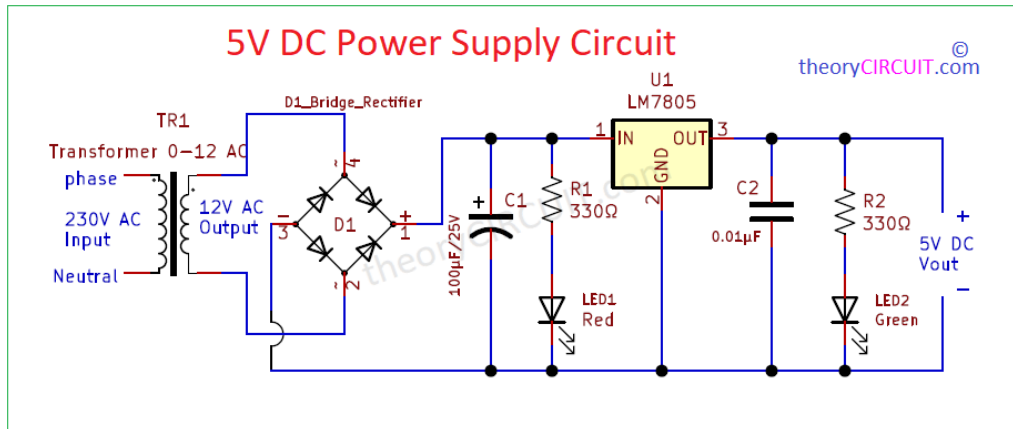 5V DC Power Supply Circuit
©
theoryCIRCUIT.com
U1
LM7805
D1_Bridge_Rectifier
TR1
Transformer 0-12 AC
phase
230V AC
Input
Neutral
12V AC
Output
~
4
-
3
D1
+
1
~
2
+
C1
100µF/25V
R1
330Ω
LED1
Red
1
IN
OUT
3
GND
2
C2
0.01µF
R2
330Ω
LED2
Green
+
5V DC
Vout
-
theoryCIRCUIT.com